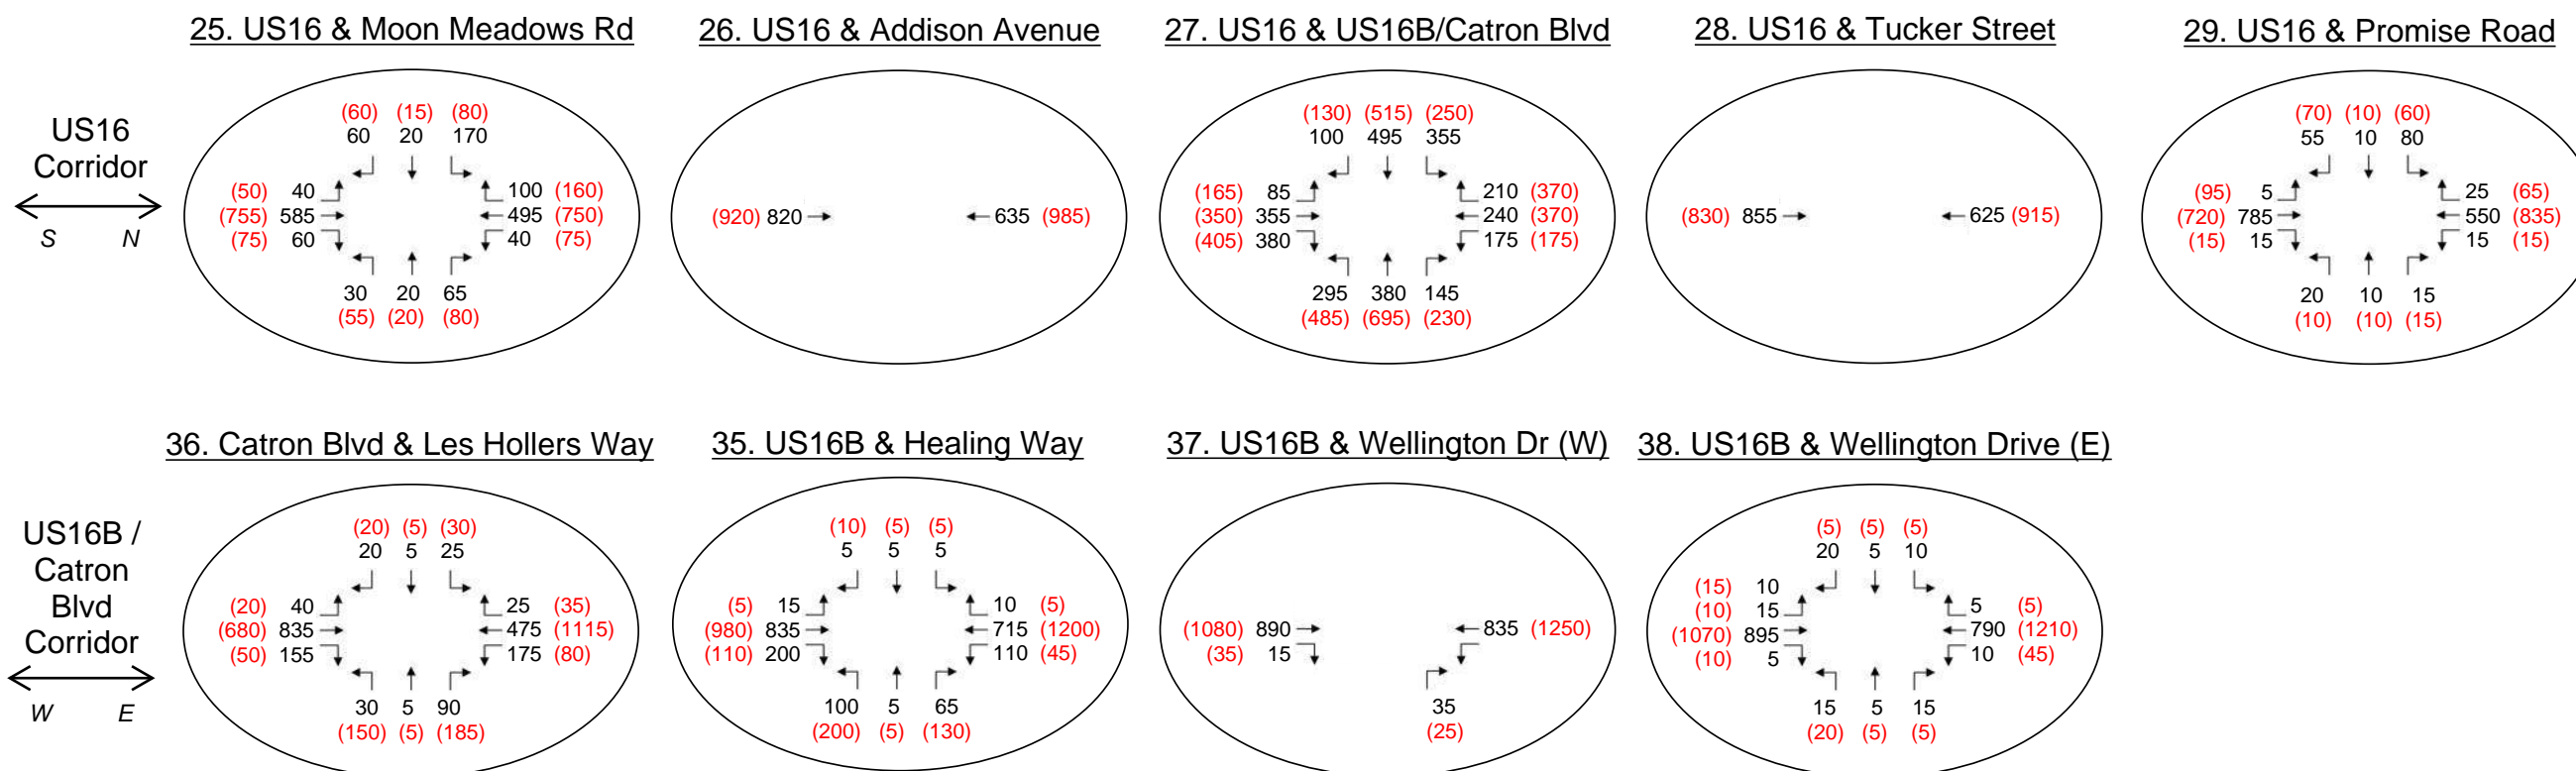 25. US16 & Moon Meadows Rd
26. US16 & Addison Avenue
27. US16 & US16B/Catron Blvd
28. US16 & Tucker Street
29. US16 & Promise Road
US16
Corridor
S N
(60) (15) (80)
60 20 170
(50) 40
(755) 585
(75) 60
100 (160)
495 (750)
40 (75)
30 20 65
(55) (20) (80)
(920) 820
635 (985)
(130) (515) (250)
100 495 355
(165) 85
(350) 355
(405) 380
210 (370)
240 (370)
175 (175)
295 380 145
(485) (695) (230)
(830) 855
625 (915)
(70) (10) (60)
55 10 80
(95) 5
(720) 785
(15) 15
25 (65)
550 (835)
15 (15)
20 10 15
(10) (10) (15)
36. Catron Blvd & Les Hollers Way
35. US16B & Healing Way
37. US16B & Wellington Dr (W)
38. US16B & Wellington Drive (E)
US16B /
Catron
Blvd
Corridor
W E
(20) (5) (30)
20 5 25
(20) 40
(680) 835
(50) 155
25 (35)
475 (1115)
175 (80)
30 5 90
(150) (5) (185)
(10) (5) (5)
5 5 5
(5) 15
(980) 835
(110) 200
10 (5)
715 (1200)
110 (45)
100 5 65
(200) (5) (130)
(1080) 890
(35) 15
835 (1250)
35
(25)
(5) (5) (5)
20 5 10
(15) 10
(10) 15
(1070) 895
(10) 5
5 (5)
790 (1210)
10 (45)
15 5 15
(20) (5) (5)